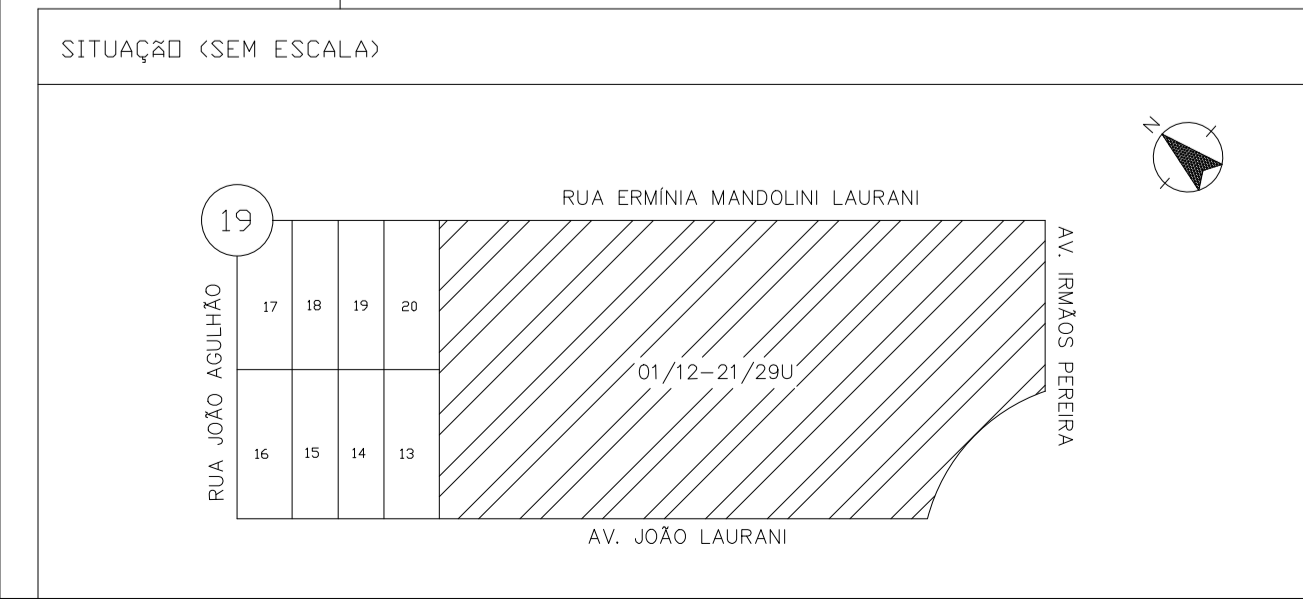 SITUAÇÃO (SEM ESCALA)
N
RUA ERMÍNIA MANDOLINI LAURANI
19
AV. IRMÃOS PEREIRA
RUA JOÃO AGULHÃO
17
18
19
20
01/12-21/29U
16
15
14
13
AV. JOÃO LAURANI